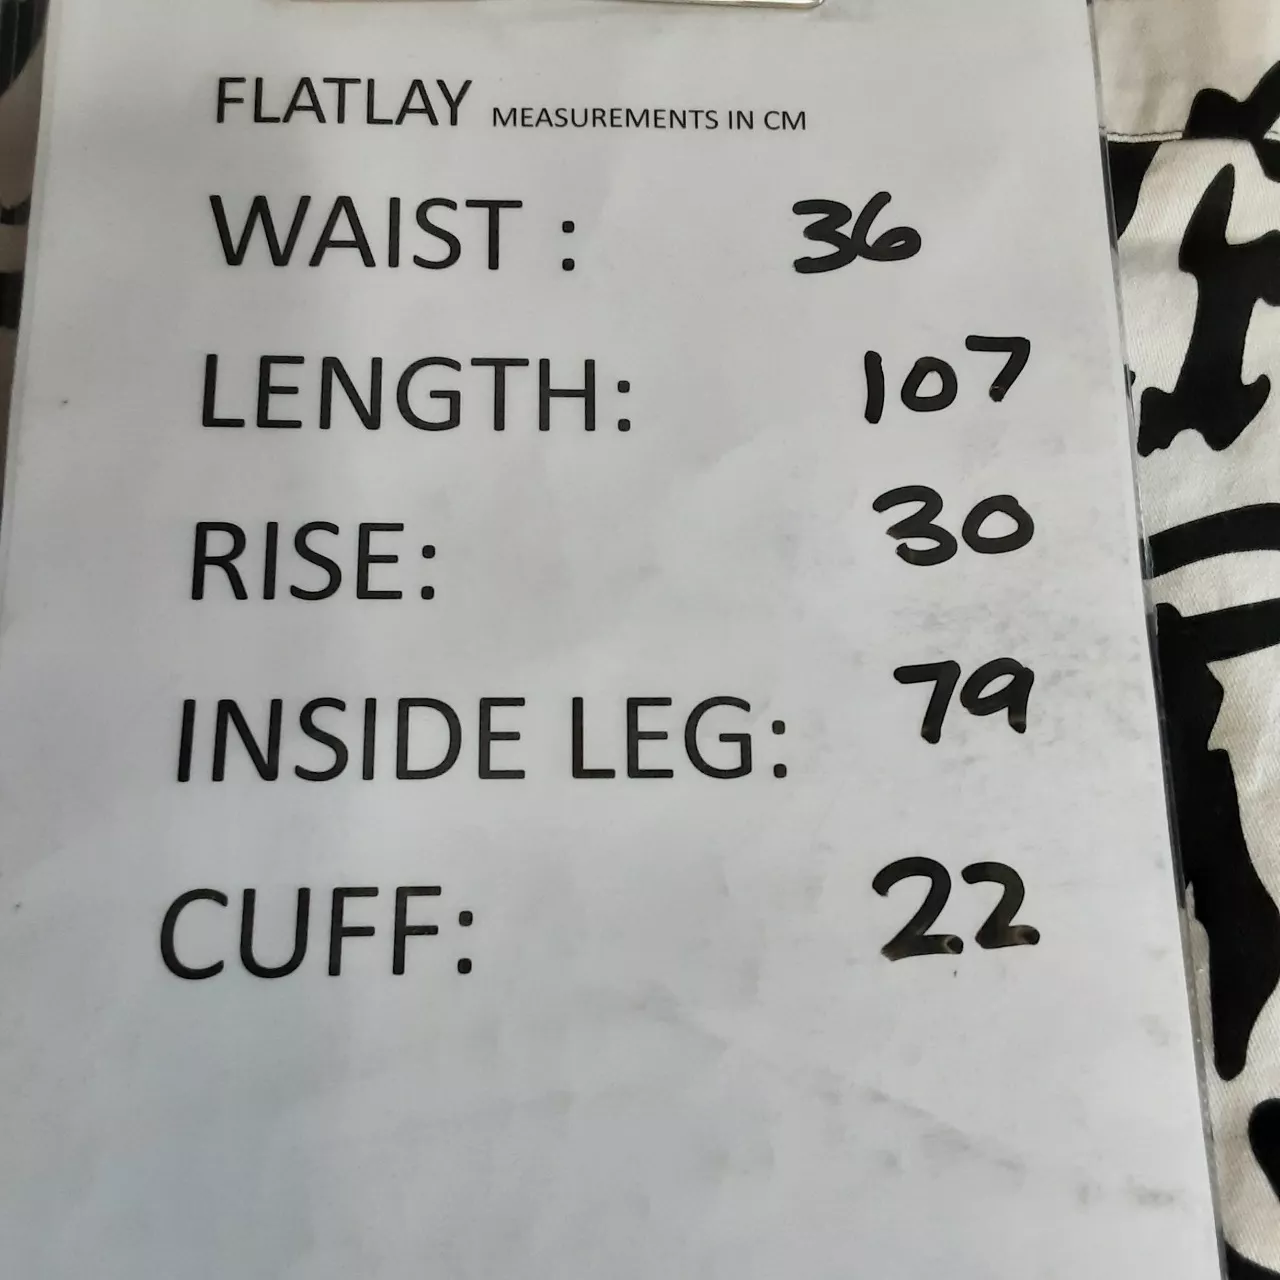 FLATLAY MEASUREMENTS IN CM
WAIST : 36
LENGTH: 107
RISE: 30
INSIDE LEG: 79
CUFF: 22